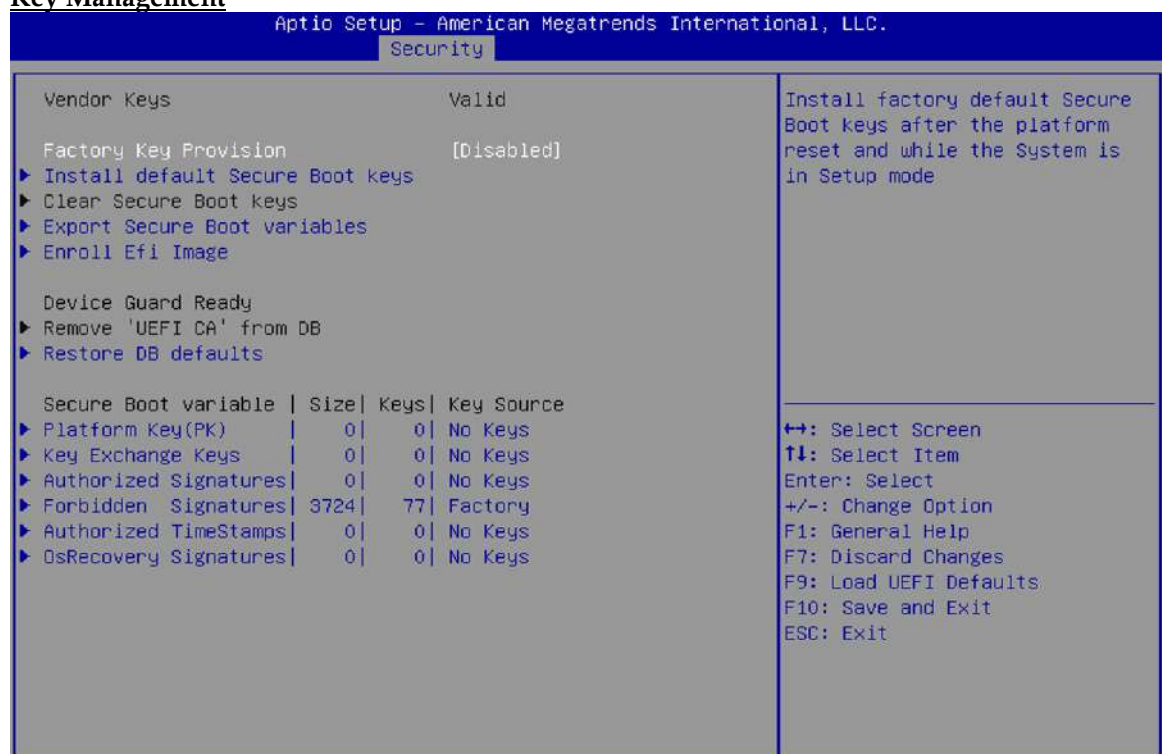 Key Management
Aptio Setup – American Megatrends International, LLC.
Security
Vendor Keys Valid
Factory Key Provision [Disabled]
▶ Install default Secure Boot keys
▶ Clear Secure Boot keys
▶ Export Secure Boot variables
▶ Enroll Efi Image
Device Guard Ready
▶ Remove 'UEFI CA' from DB
▶ Restore DB defaults
Secure Boot variable | Size| Keys| Key Source
▶ Platform Key(PK) | 0| 0| No Keys
▶ Key Exchange Keys | 0| 0| No Keys
▶ Authorized Signatures| 0| 0| No Keys
▶ Forbidden Signatures| 3724| 77| Factory
▶ Authorized TimeStamps| 0| 0| No Keys
▶ OsRecovery Signatures| 0| 0| No Keys
Install factory default Secure
Boot keys after the platform
reset and while the System is
in Setup mode
↔: Select Screen
↑↓: Select Item
Enter: Select
+/-: Change Option
F1: General Help
F7: Discard Changes
F9: Load UEFI Defaults
F10: Save and Exit
ESC: Exit